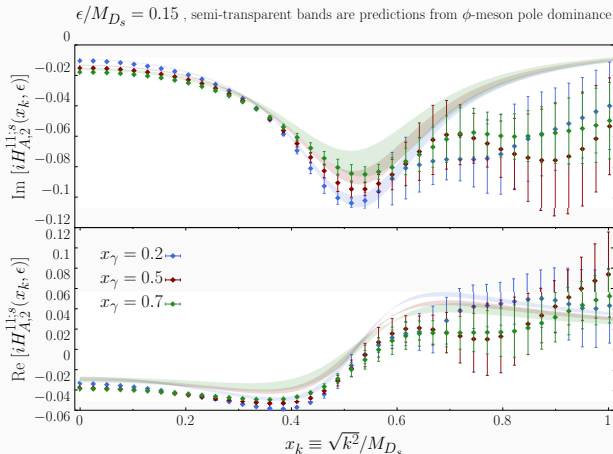 ϵ/M_{D_s} = 0.15 , semi-transparent bands are predictions from ϕ-meson pole dominance
0
−0.02
−0.04
−0.06
−0.08
−0.1
−0.12
Im [iH_{A,2}^{11;s}(x_k, ϵ)]
0.12
0.1
0.08
0.06
0.04
0.02
0
−0.02
−0.04
−0.06
Re [iH_{A,2}^{11;s}(x_k, ϵ)]
x_γ = 0.2
x_γ = 0.5
x_γ = 0.7
0 0.2 0.4 0.6 0.8 1
x_k ≡ √k²/M_{D_s}